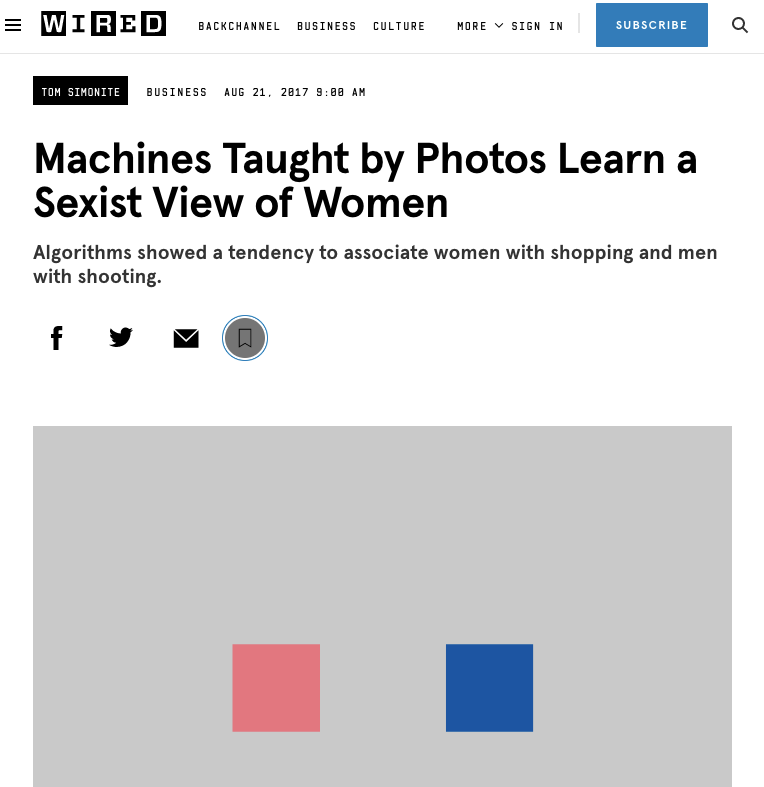 WIRED BACKCHANNEL BUSINESS CULTURE MORE SIGN IN SUBSCRIBE
TOM SIMONITE BUSINESS AUG 21, 2017 9:00 AM
Machines Taught by Photos Learn a
Sexist View of Women
Algorithms showed a tendency to associate women with shopping and men
with shooting.